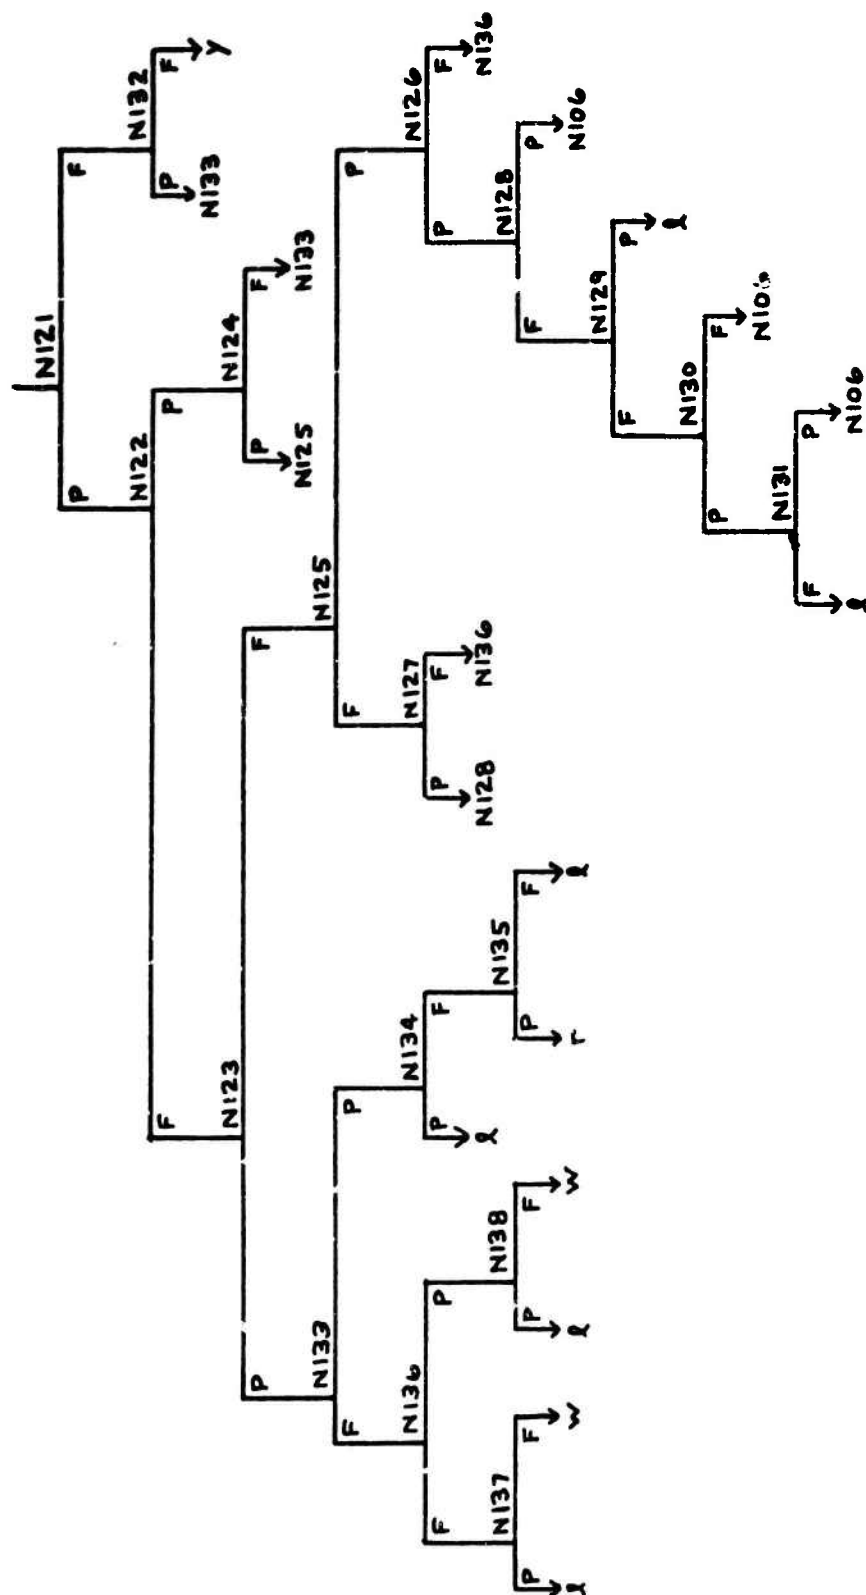 N121
P F
N122 N132
F P P F
N123 N124 N133 y
P F P F
N133 N125 N125 N133
F P F P
N136 N134 N127 N126
F P P F P F P F
N137 N138 l N135 N128 N136 N128 N136
P F P F P F F P
l w l w r l N129 N106
F P
N130 l
P F
N131
F P
l N106